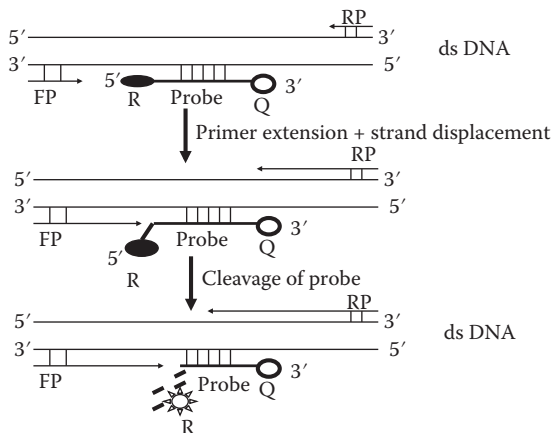 RP
5′ 3′
ds DNA
3′ 5′
FP 5′ R Probe Q 3′
Primer extension + strand displacement
RP
5′ 3′
3′ 5′
FP 5′ R Probe Q 3′
Cleavage of probe
RP
5′ 3′
ds DNA
3′ 5′
FP Probe Q 3′
R